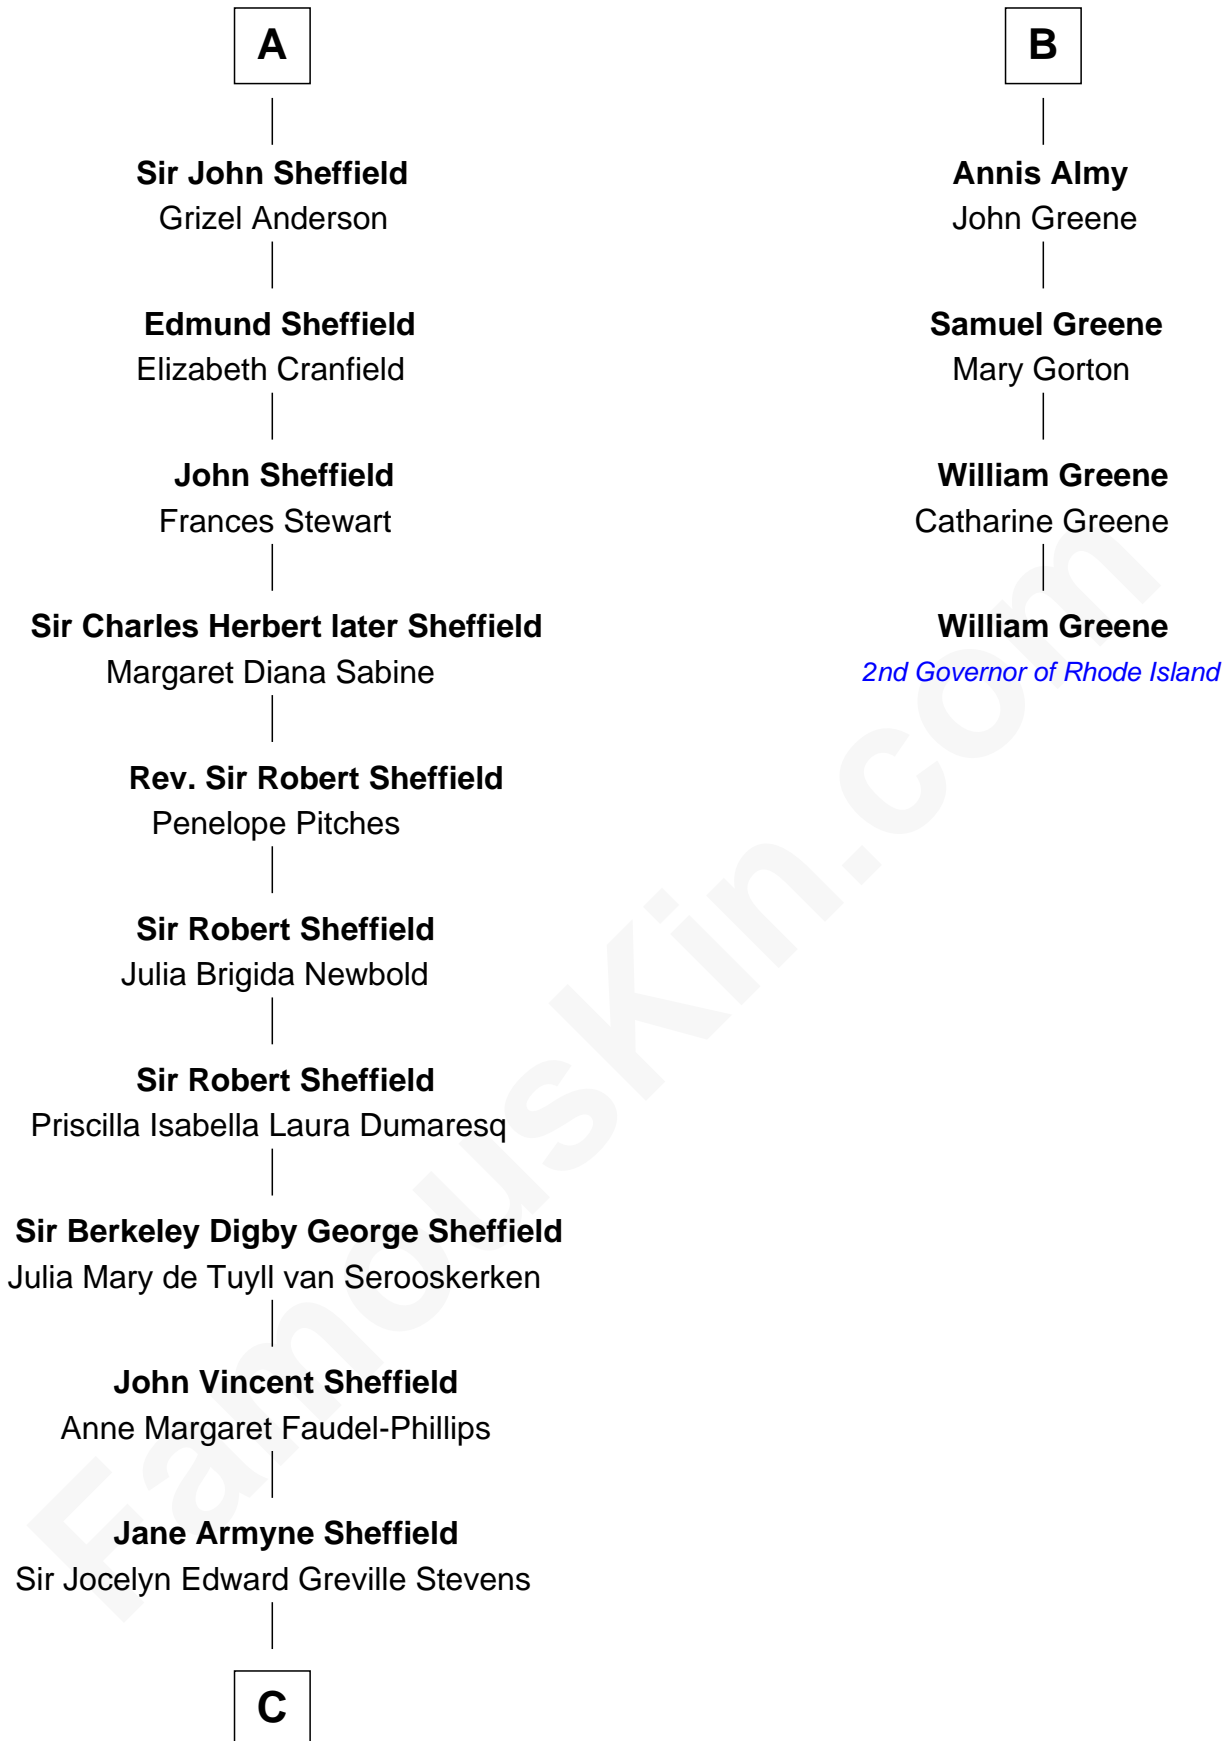 A
Sir John Sheffield
Grizel Anderson
Edmund Sheffield
Elizabeth Cranfield
John Sheffield
Frances Stewart
Sir Charles Herbert later Sheffield
Margaret Diana Sabine
Rev. Sir Robert Sheffield
Penelope Pitches
Sir Robert Sheffield
Julia Brigida Newbold
Sir Robert Sheffield
Priscilla Isabella Laura Dumaresq
Sir Berkeley Digby George Sheffield
Julia Mary de Tuyll van Serooskerken
John Vincent Sheffield
Anne Margaret Faudel-Phillips
Jane Armyne Sheffield
Sir Jocelyn Edward Greville Stevens
C
B
Annis Almy
John Greene
Samuel Greene
Mary Gorton
William Greene
Catharine Greene
William Greene
2nd Governor of Rhode Island
FamousKin.com